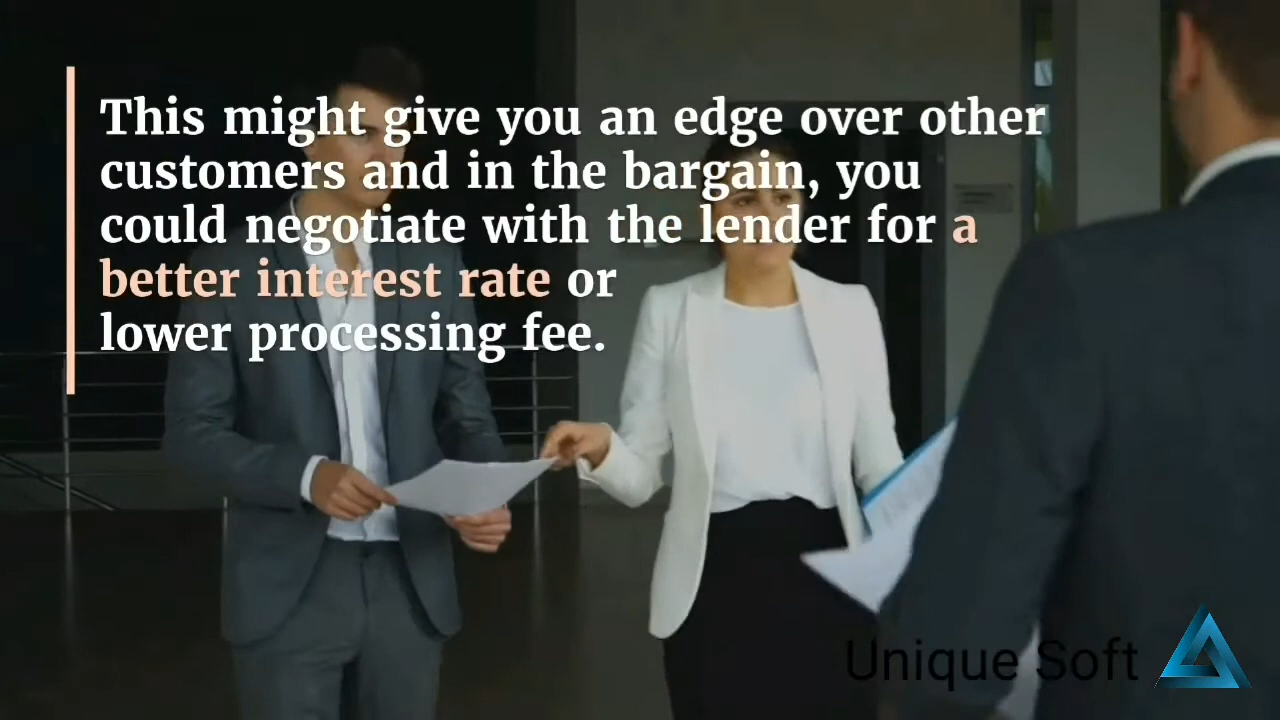 This might give you an edge over other
customers and in the bargain, you
could negotiate with the lender for a
better interest rate or
lower processing fee.
Unique Soft